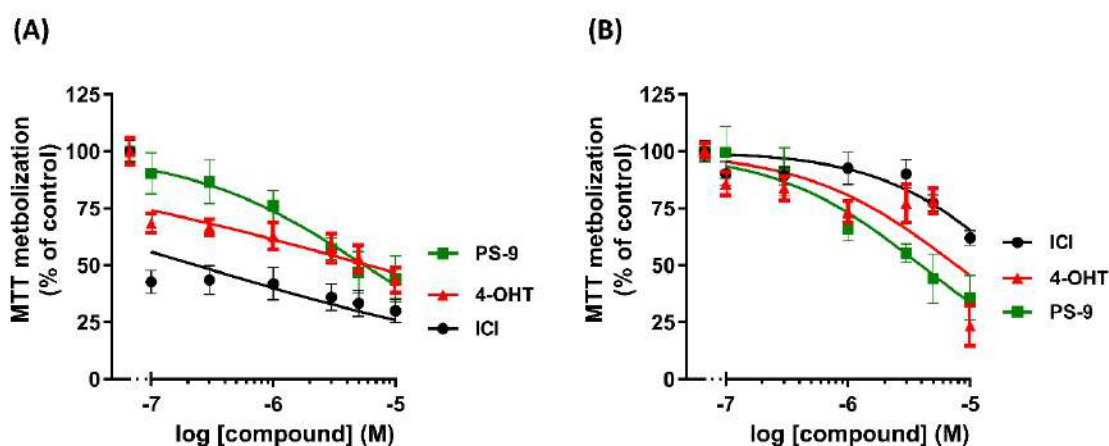 (A)
MTT metbolization
(% of control)
125
100
75
50
25
0
-7
-6
-5
log [compound] (M)
PS-9
4-OHT
ICI
(B)
MTT metbolization
(% of control)
125
100
75
50
25
0
-7
-6
-5
log [compound] (M)
ICI
4-OHT
PS-9